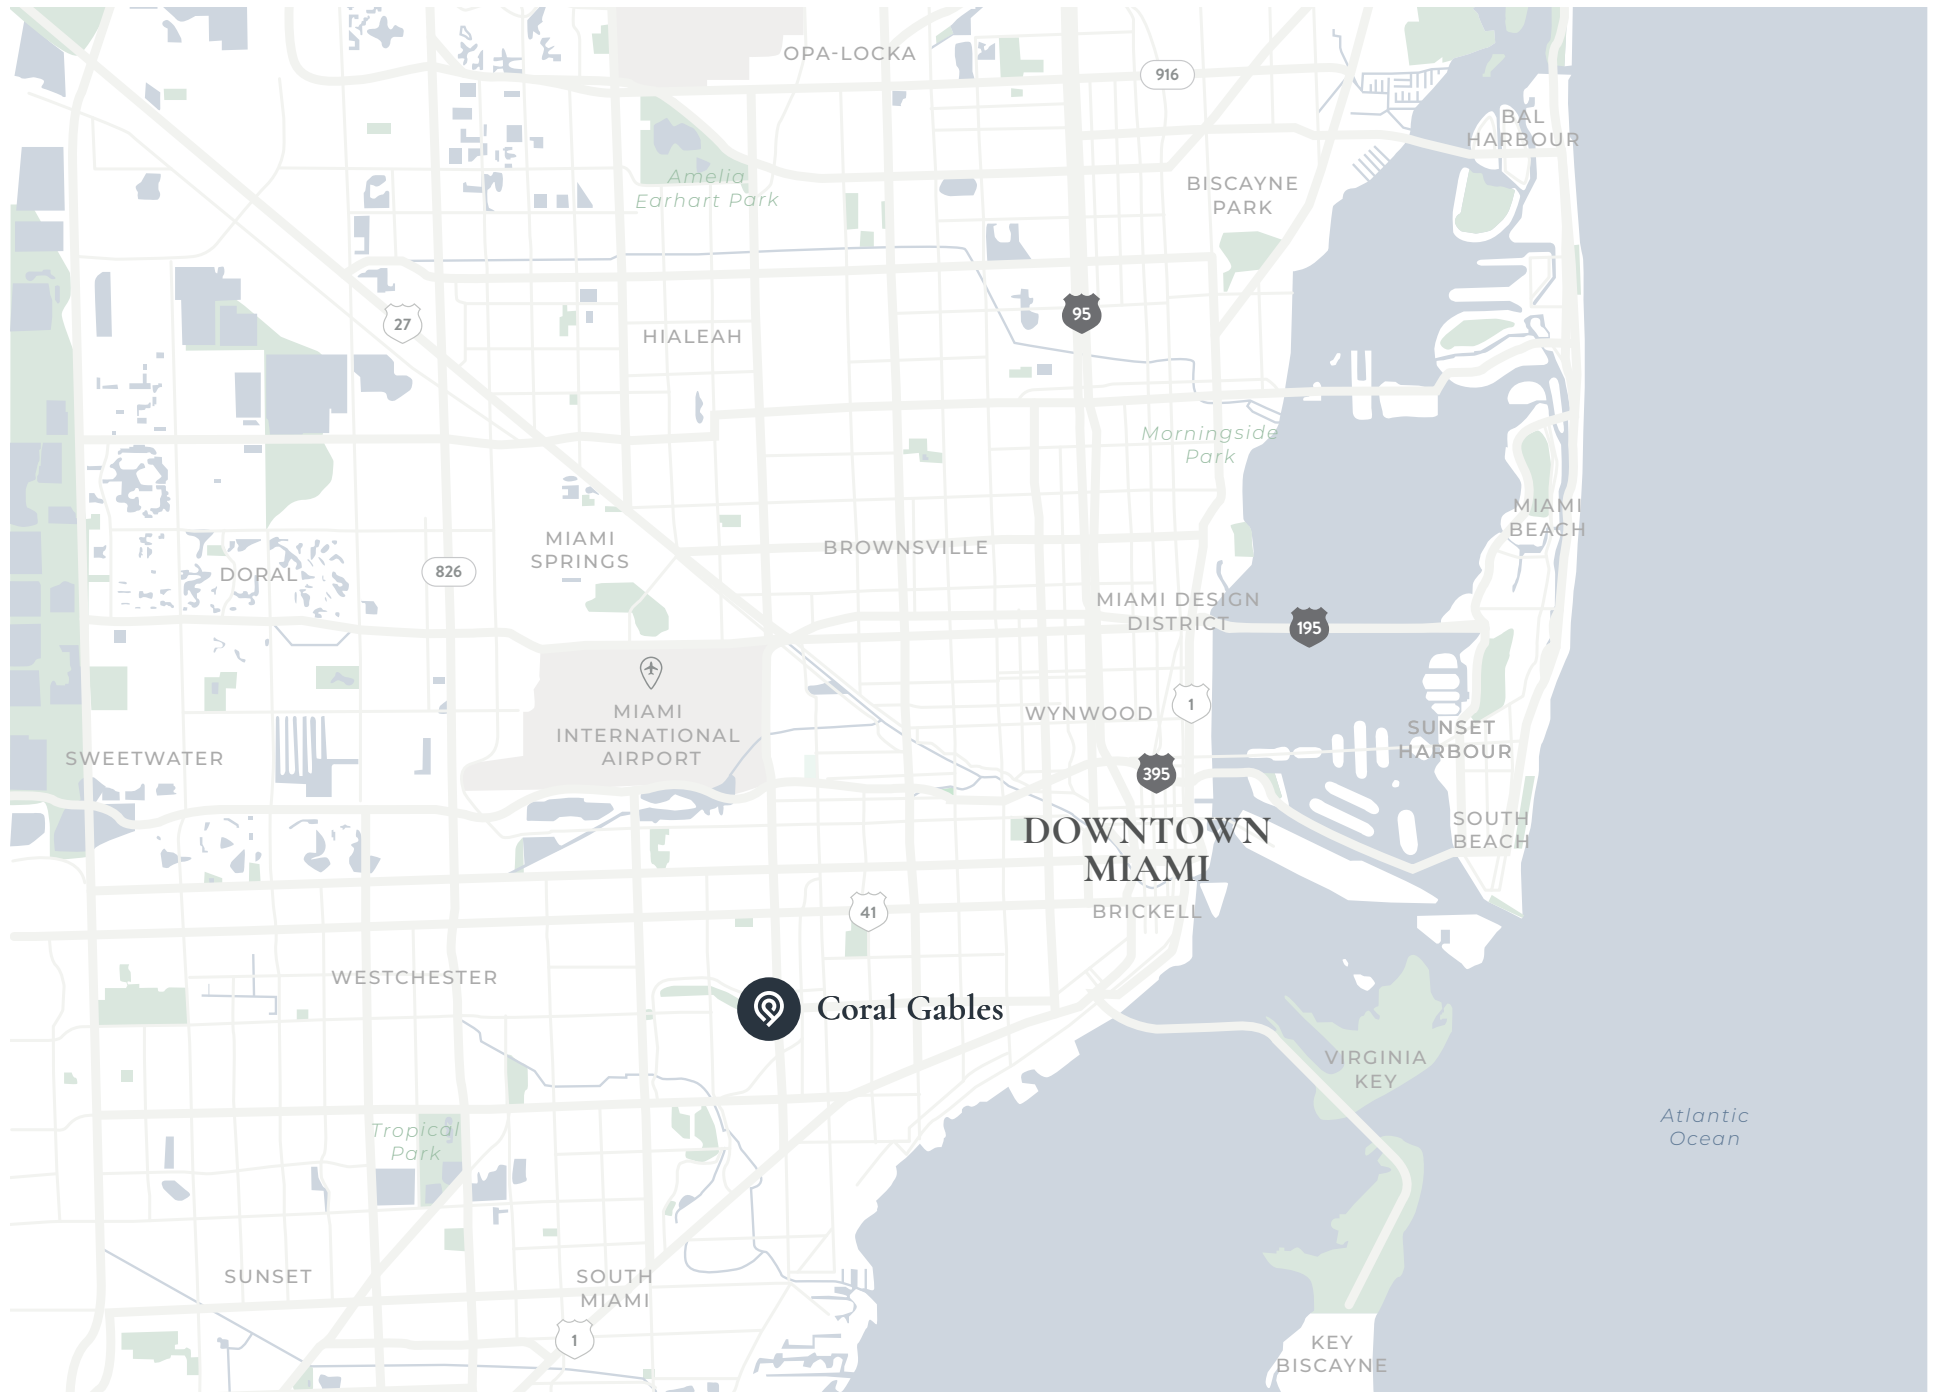 OPA-LOCKA
916
BAL
HARBOUR
Amelia
Earhart Park
BISCAYNE
PARK
27
95
HIALEAH
Morningside
Park
MIAMI
BEACH
MIAMI
SPRINGS
BROWNSVILLE
DORAL
826
MIAMI DESIGN
DISTRICT
195
MIAMI
INTERNATIONAL
AIRPORT
WYNWOOD
1
SUNSET
HARBOUR
SWEETWATER
395
DOWNTOWN
MIAMI
SOUTH
BEACH
41
BRICKELL
WESTCHESTER
Coral Gables
VIRGINIA
KEY
Atlantic
Ocean
Tropical
Park
SUNSET
SOUTH
MIAMI
1
KEY
BISCAYNE